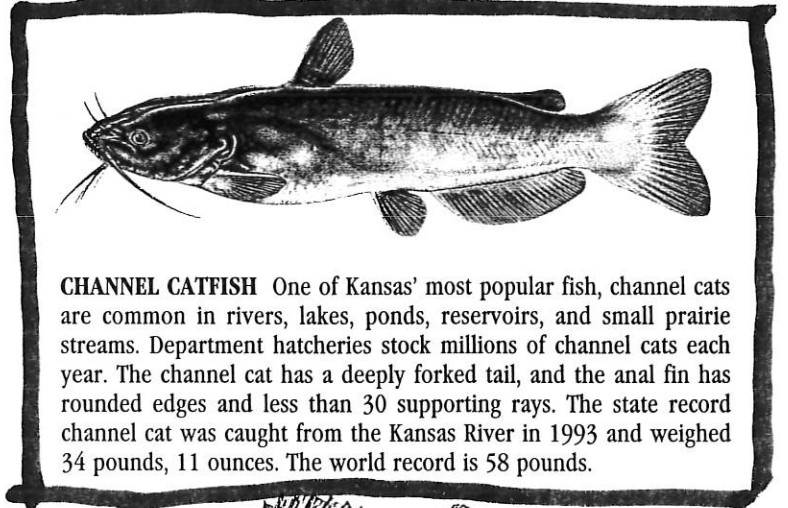 CHANNEL CATFISH One of Kansas' most popular fish, channel cats
are common in rivers, lakes, ponds, reservoirs, and small prairie
streams. Department hatcheries stock millions of channel cats each
year. The channel cat has a deeply forked tail, and the anal fin has
rounded edges and less than 30 supporting rays. The state record
channel cat was caught from the Kansas River in 1993 and weighed
34 pounds, 11 ounces. The world record is 58 pounds.